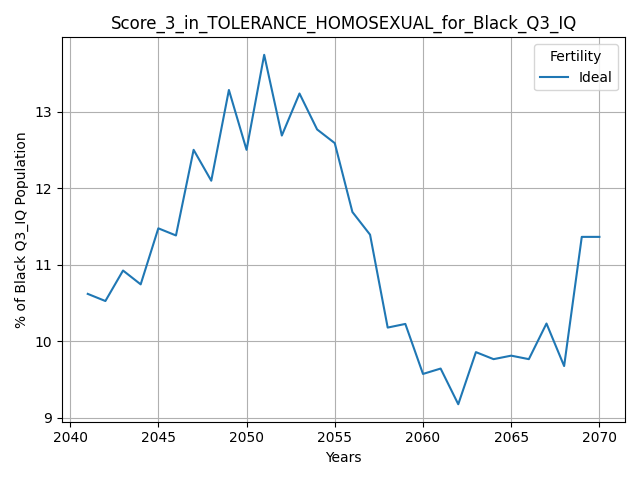 Score_3_in_TOLERANCE_HOMOSEXUAL_for_Black_Q3_IQ
Fertility
Ideal
% of Black Q3_IQ Population
13
12
11
10
9
2040 2045 2050 2055 2060 2065 2070
Years